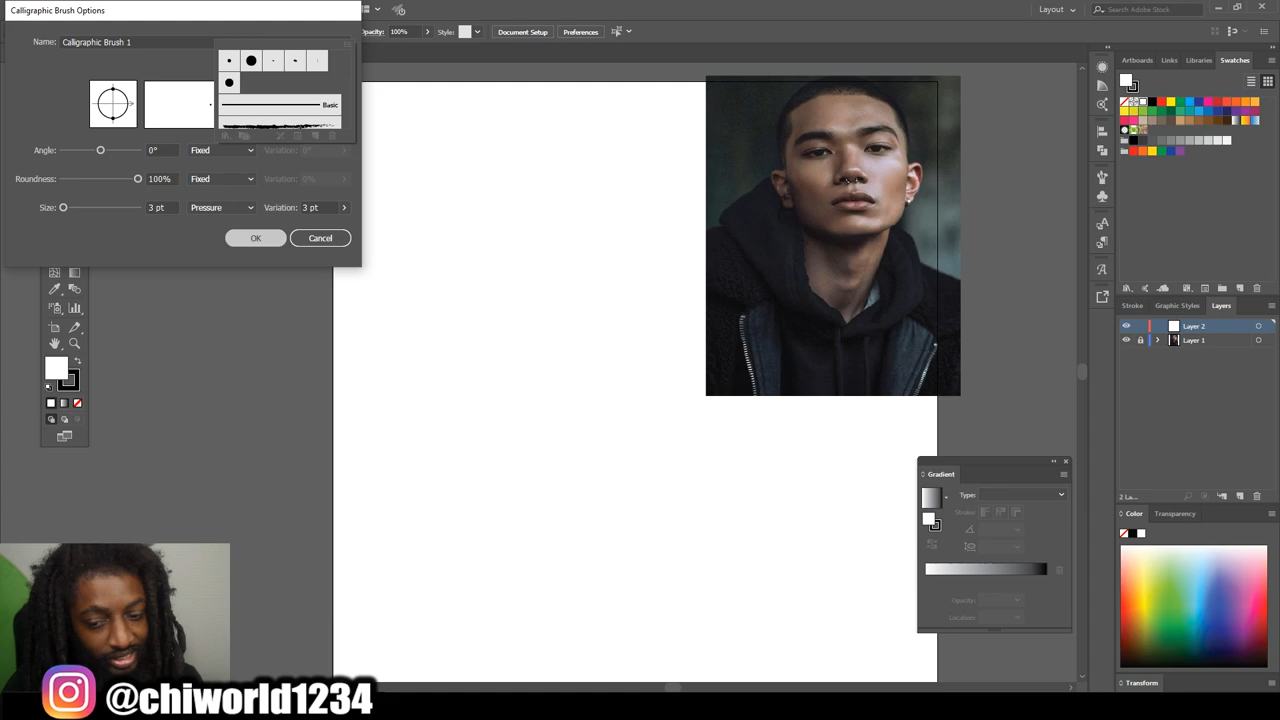 Calligraphic Brush Options
Opacity: 100% Style: Document Setup Preferences
Layout Search Adobe Stock
Name: Calligraphic Brush 1
Basic
Angle: 0° Fixed Variation: 0°
Roundness: 100% Fixed Variation: 0%
Size: 3 pt Pressure Variation: 3 pt
OK Cancel
Artboards Links Libraries Swatches
Stroke Graphic Styles Layers
Layer 2
Layer 1
Gradient
Type:
Stroke:
Opacity:
Location:
2 La...
Color Transparency
Transform
@chiworld1234